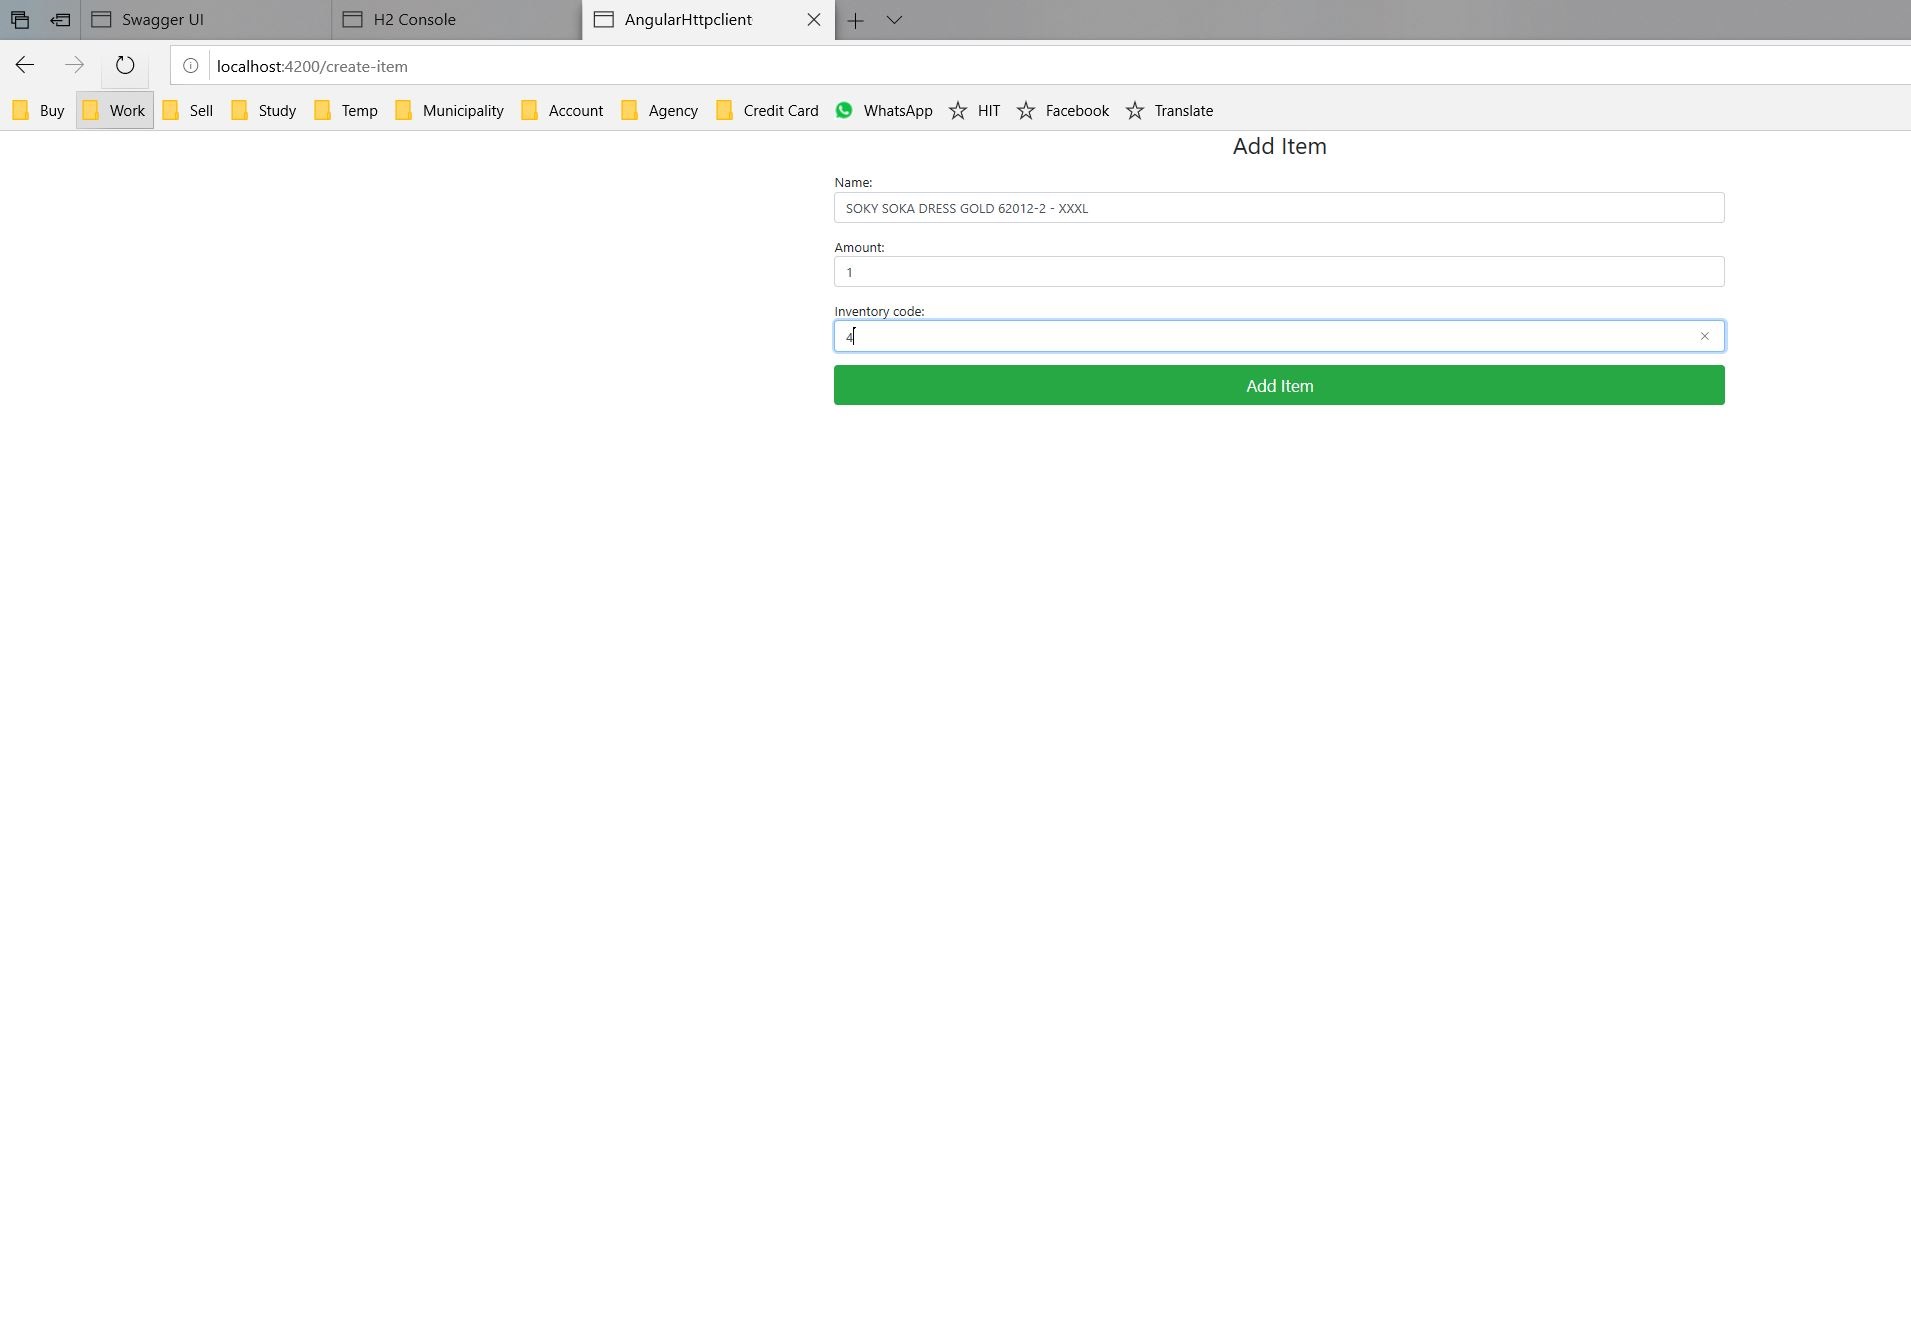 Swagger UI H2 Console AngularHttpclient
localhost:4200/create-item
Buy Work Sell Study Temp Municipality Account Agency Credit Card WhatsApp HIT Facebook Translate
Add Item
Name:
SOKY SOKA DRESS GOLD 62012-2 - XXXL
Amount:
1
Inventory code:
4
Add Item